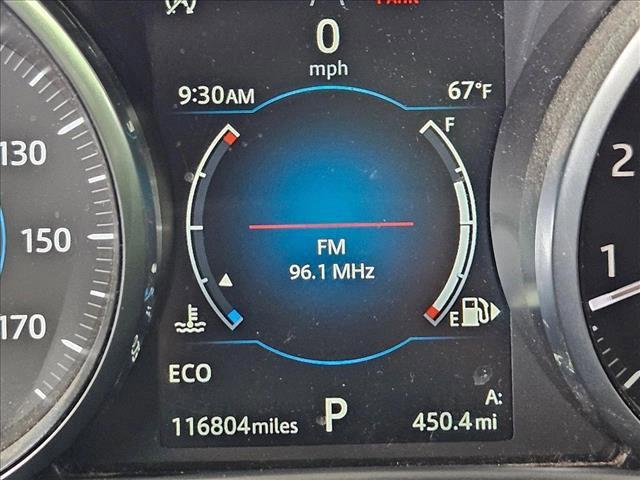 PARK
0
mph
9:30AM
67°F
F
130
150
170
2
1
FM
96.1 MHz
E
ECO
116804miles
P
A:
450.4 mi